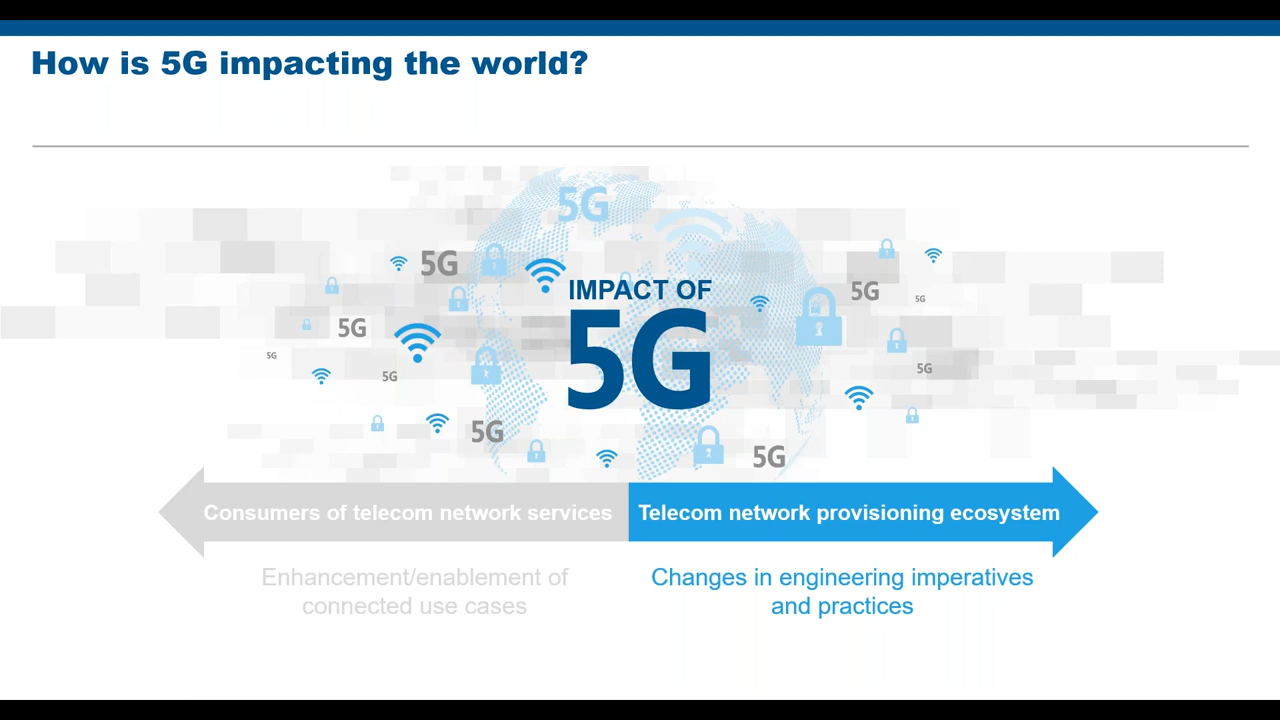 How is 5G impacting the world?
5G
5G
IMPACT OF
5G
5G
5G
5G
5G
5G
5G
5G
5G
5G
Consumers of telecom network services
Telecom network provisioning ecosystem
Enhancement/enablement of
connected use cases
Changes in engineering imperatives
and practices